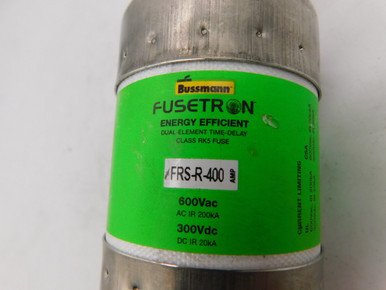 Bussmann
FUSETRON
ENERGY EFFICIENT
DUAL-ELEMENT TIME-DELAY
CLASS RK5 FUSE
FRS-R-400 AMP
600Vac
AC IR 200kA
300Vdc
DC IR 20kA
CURRENT LIMITING